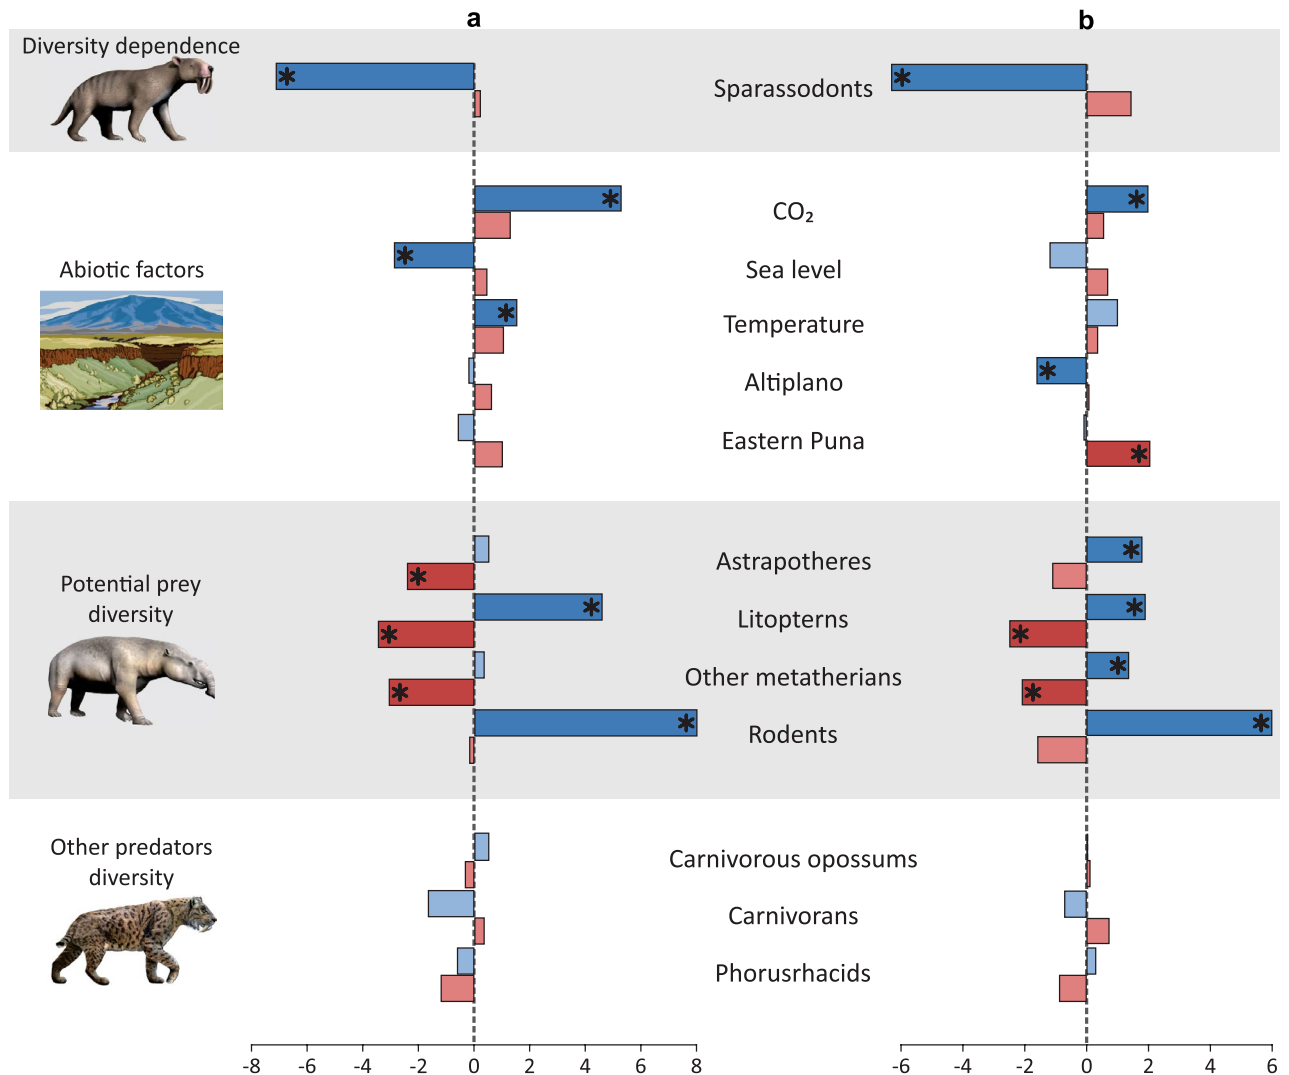 a
b
Diversity dependence
Sparassodonts
Abiotic factors
CO₂
Sea level
Temperature
Altiplano
Eastern Puna
Potential prey
diversity
Astrapotheres
Litopterns
Other metatherians
Rodents
Other predators
diversity
Carnivorous opossums
Carnivorans
Phorusrhacids
-8 -6 -4 -2 0 2 4 6 8
-6 -4 -2 0 2 4 6